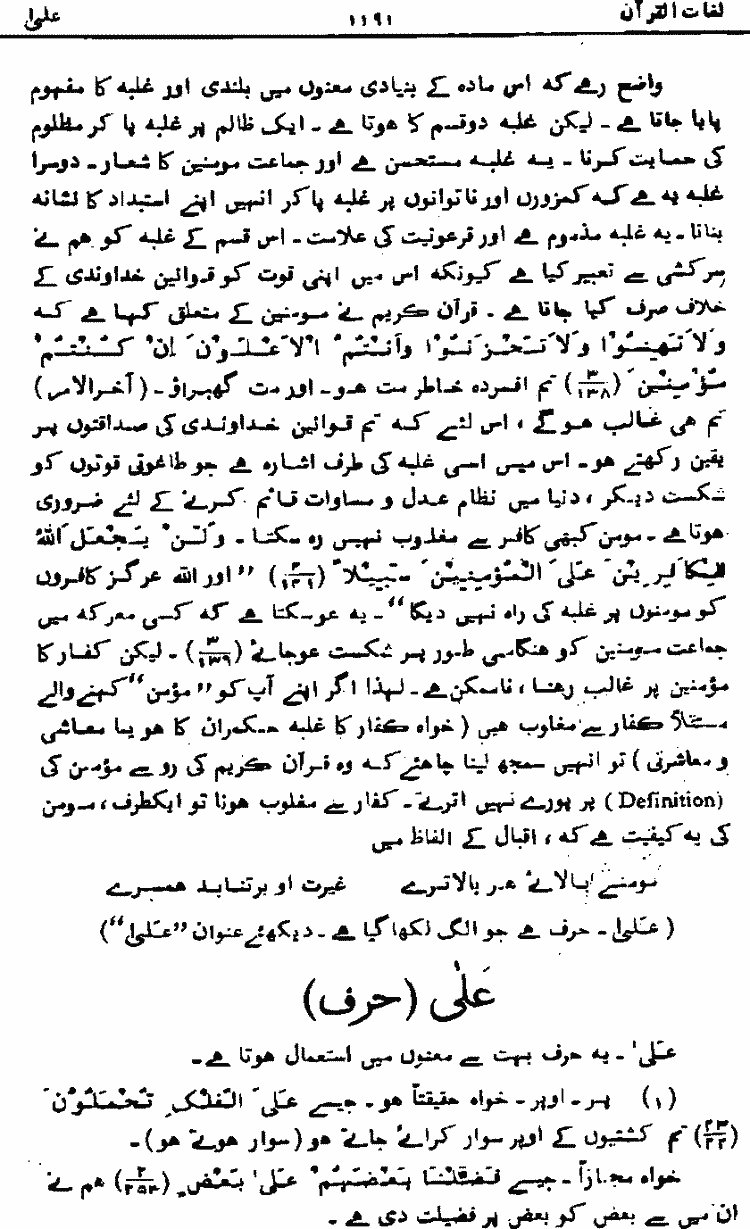 لغات القرآن ۱۱۹۱ علیٰ
واضح رہے کہ اس مادہ کے بنیادی معنوں میں بلندی اور غلبہ کا مفہوم
پایا جاتا ہے ۔ لیکن غلبہ دوقسم کا ہوتا ہے ۔ ایک ظالم پر غلبہ پا کر مظلوم
کی حمایت کرنا ۔ یہ غلبہ مستحسن ہے اور جماعت مومنین کا شعار۔ دوسرا
غلبہ یہ ہے کہ کمزورں اور ناتوانوں پر غلبہ پاکر انہیں اپنے استبداد کا نشانہ
بنانا ۔ یہ غلبہ مذموم ہے اور فرعونیت کی علامت ۔ اس قسم کے غلبہ کو ہم نے
سرکشی سے تعبیر کیا ہے کیونکہ اس میں اپنی قوت کو قوانین خداوندی کے
خلاف صرف کیا جاتا ہے ۔ قرآن کریم نے مومنین کے متعلق کہا ہے کہ
وَلَا تَهِنُوْا وَلَا تَحْزَنُوْا وَاَنْتُمُ الْاَعْلَوْنَ اِنْ كُنْتُمْ
مُّؤْمِنِيْنَ (۳/۱۳۸) تم افسردہ خاطر مت ہو ۔ اور مت گھبراؤ ۔ ( آخرالامر )
تم ہی غالب ہوگے ، اس لئے کہ تم قوانین خداوندی کی صداقتوں پر
یقین رکھتے ہو ۔ اس میں اسی غلبہ کی طرف اشارہ ہے جو طاغوتی قوتوں کو
شکست دیکر ، دنیا میں نظام عدل و مساوات قائم کرنے کے لئے ضروری
ہوتا ہے ۔ مومن کبھی کافر سے مغلوب نہیں رہ سکتا ۔ وَلَنْ يَّجْعَلَ اللّٰهُ
لِلْكَافِرِيْنَ عَلَى الْمُؤْمِنِيْنَ سَبِيْلًا (۴/۱۴۱) ”اور اللہ ہرگز کافروں
کو مومنوں پر غلبہ کی راہ نہیں دیگا“ ۔ یہ ہوسکتا ہے کہ کسی معرکہ میں
جماعت مومنین کو ہنگامی طور پر شکست ہوجائے (۳/۱۳۹) ۔ لیکن کفار کا
مؤمنین پر غالب رہنا ، ناممکن ہے ۔ لہذا اگر اپنے آپ کو ”مؤمن“ کہنے والے
مستقلاً کفار سے مغلوب ہیں ( خواہ کفار کا غلبہ حکمران کا ہو یا معاشی
و معاشرتی ) تو انہیں سمجھ لینا چاہئے کہ وہ قرآن کریم کی رو سے مؤمن کی
(Definition) پر پورے نہیں اترتے ۔ کفار سے مغلوب ہونا تو ایکطرف ، مومن
کی یہ کیفیت ہے کہ ، اقبال کے الفاظ میں
مومنے بالائے ہر بالاترے غیرت او برنتابد ہمسرے
( عَلیٰ ۔ حرف ہے جو الگ لکھا گیا ہے ۔ دیکھئے عنوان ”عَلیٰ“ )
عَلٰی (حرف)
عَلیٰ ۔ یہ حرف بہت سے معنوں میں استعمال ہوتا ہے ۔
(۱) پر ۔ اوپر ۔ خواہ حقیقتاً ہو ۔ جیسے عَلَى الْفُلْكِ تُحْمَلُوْنَ
(۲۳/۲۲) تم کشتیوں کے اوپر سوار کرائے جاتے ہو (سوار ہوتے ہو) ۔
خواہ مجازاً ۔ جیسے فَضَّلْنَا بَعْضَهُمْ عَلٰى بَعْضٍ (۲/۲۵۳) ہم نے
ان میں سے بعض کو بعض پر فضیلت دی ہے ۔